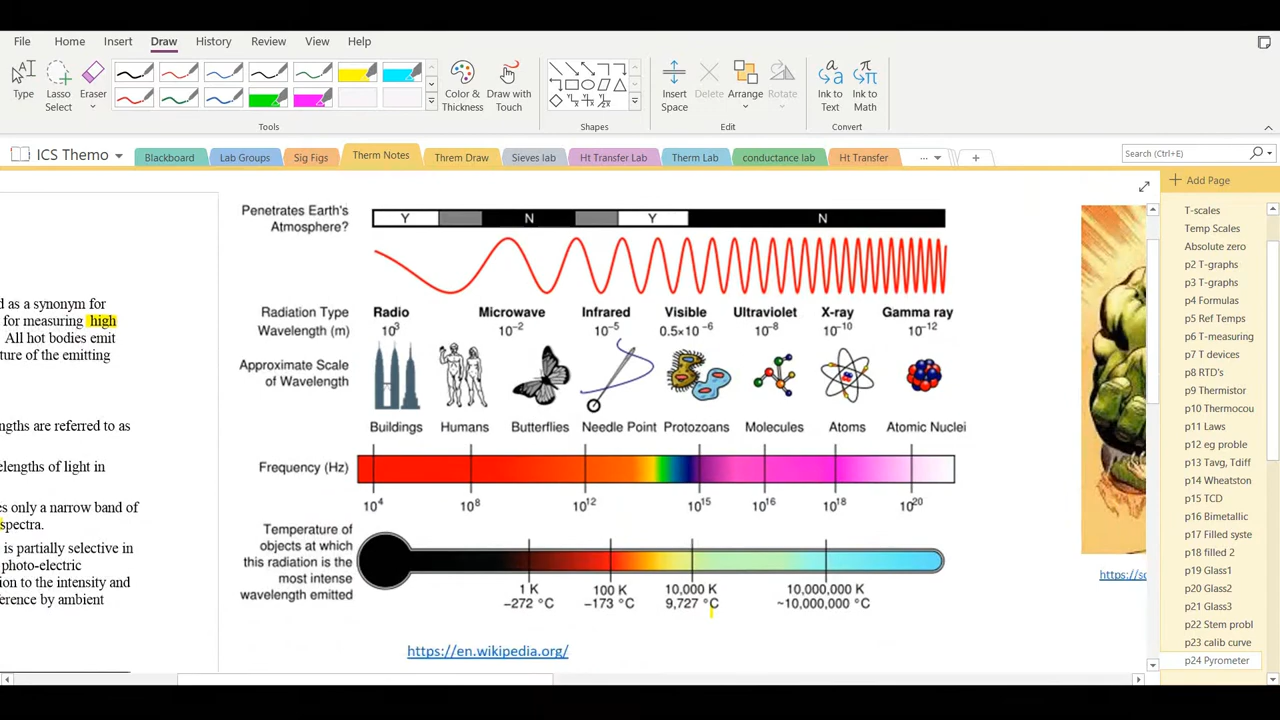 File Home Insert Draw History Review View Help
Type
Lasso Select
Eraser
Color & Thickness
Draw with Touch
Insert Space
Delete
Arrange
Rotate
Ink to Text
Ink to Math
Tools Shapes Edit Convert
ICS Themo Blackboard Lab Groups Sig Figs Therm Notes Threm Draw Sieves lab Ht Transfer Lab Therm Lab conductance lab Ht Transfer ... Search (Ctrl+E)
Add Page
T-scales
Temp Scales
Absolute zero
p2 T-graphs
p3 T-graphs
p4 Formulas
p5 Ref Temps
p6 T-measuring
p7 T devices
p8 RTD's
p9 Thermistor
p10 Thermocou
p11 Laws
p12 eg proble
p13 Tavg, Tdiff
p14 Wheatston
p15 TCD
p16 Bimetallic
p17 Filled syste
p18 filled 2
p19 Glass1
p20 Glass2
p21 Glass3
p22 Stem probl
p23 calib curve
p24 Pyrometer
d as a synonym for
for measuring high
All hot bodies emit
ture of the emitting
ngths are referred to as
elengths of light in
es only a narrow band of
spectra.
is partially selective in
photo-electric
ion to the intensity and
ference by ambient
Penetrates Earth's
Atmosphere?
Y N Y N
Radiation Type Radio Microwave Infrared Visible Ultraviolet X-ray Gamma ray
Wavelength (m) 10³ 10⁻² 10⁻⁵ 0.5×10⁻⁶ 10⁻⁸ 10⁻¹⁰ 10⁻¹²
Approximate Scale
of Wavelength
Buildings Humans Butterflies Needle Point Protozoans Molecules Atoms Atomic Nuclei
Frequency (Hz)
10⁴ 10⁸ 10¹² 10¹⁵ 10¹⁶ 10¹⁸ 10²⁰
Temperature of
objects at which
this radiation is the
most intense
wavelength emitted
1 K 100 K 10,000 K 10,000,000 K
−272 °C −173 °C 9,727 °C ~10,000,000 °C
https://en.wikipedia.org/
https://sc